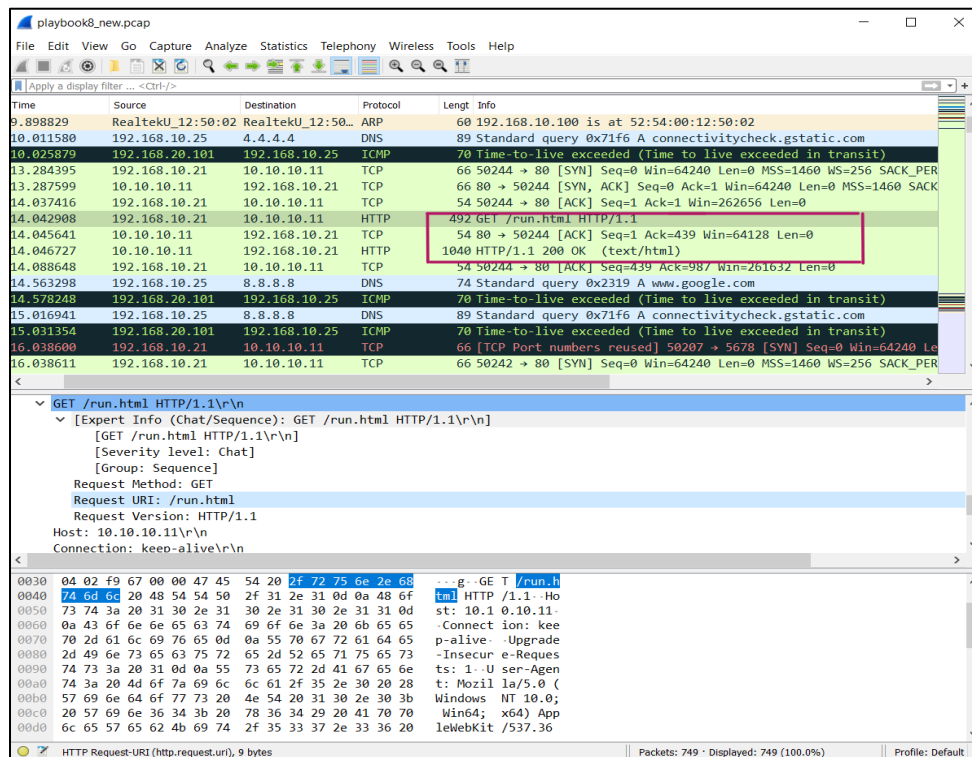 playbook8_new.pcap
File Edit View Go Capture Analyze Statistics Telephony Wireless Tools Help
Apply a display filter ... <Ctrl-/>
Time Source Destination Protocol Lengt Info
9.898829 RealtekU_12:50:02 RealtekU_12:50… ARP 60 192.168.10.100 is at 52:54:00:12:50:02
10.011580 192.168.10.25 4.4.4.4 DNS 89 Standard query 0x71f6 A connectivitycheck.gstatic.com
10.025879 192.168.20.101 192.168.10.25 ICMP 70 Time-to-live exceeded (Time to live exceeded in transit)
13.284395 192.168.10.21 10.10.10.11 TCP 66 50244 → 80 [SYN] Seq=0 Win=64240 Len=0 MSS=1460 WS=256 SACK_PER
13.287599 10.10.10.11 192.168.10.21 TCP 66 80 → 50244 [SYN, ACK] Seq=0 Ack=1 Win=64240 Len=0 MSS=1460 SACK
14.037416 192.168.10.21 10.10.10.11 TCP 54 50244 → 80 [ACK] Seq=1 Ack=1 Win=262656 Len=0
14.042908 192.168.10.21 10.10.10.11 HTTP 492 GET /run.html HTTP/1.1
14.045641 10.10.10.11 192.168.10.21 TCP 54 80 → 50244 [ACK] Seq=1 Ack=439 Win=64128 Len=0
14.046727 10.10.10.11 192.168.10.21 HTTP 1040 HTTP/1.1 200 OK (text/html)
14.088648 192.168.10.21 10.10.10.11 TCP 54 50244 → 80 [ACK] Seq=439 Ack=987 Win=261632 Len=0
14.563298 192.168.10.25 8.8.8.8 DNS 74 Standard query 0x2319 A www.google.com
14.578248 192.168.20.101 192.168.10.25 ICMP 70 Time-to-live exceeded (Time to live exceeded in transit)
15.016941 192.168.10.25 8.8.8.8 DNS 89 Standard query 0x71f6 A connectivitycheck.gstatic.com
15.031354 192.168.20.101 192.168.10.25 ICMP 70 Time-to-live exceeded (Time to live exceeded in transit)
16.038600 192.168.10.21 10.10.10.11 TCP 66 [TCP Port numbers reused] 50207 → 5678 [SYN] Seq=0 Win=64240 Le
16.038611 192.168.10.21 10.10.10.11 TCP 66 50242 → 80 [SYN] Seq=0 Win=64240 Len=0 MSS=1460 WS=256 SACK_PER
GET /run.html HTTP/1.1\r\n
[Expert Info (Chat/Sequence): GET /run.html HTTP/1.1\r\n]
[GET /run.html HTTP/1.1\r\n]
[Severity level: Chat]
[Group: Sequence]
Request Method: GET
Request URI: /run.html
Request Version: HTTP/1.1
Host: 10.10.10.11\r\n
Connection: keep-alive\r\n
0030 04 02 f9 67 00 00 47 45 54 20 2f 72 75 6e 2e 68 ···g··GE T /run.h
0040 74 6d 6c 20 48 54 54 50 2f 31 2e 31 0d 0a 48 6f tml HTTP /1.1··Ho
0050 73 74 3a 20 31 30 2e 31 30 2e 31 30 2e 31 31 0d st: 10.1 0.10.11·
0060 0a 43 6f 6e 6e 65 63 74 69 6f 6e 3a 20 6b 65 65 ·Connect ion: kee
0070 70 2d 61 6c 69 76 65 0d 0a 55 70 67 72 61 64 65 p-alive· ·Upgrade
0080 2d 49 6e 73 65 63 75 72 65 2d 52 65 71 75 65 73 -Insecur e-Reques
0090 74 73 3a 20 31 0d 0a 55 73 65 72 2d 41 67 65 6e ts: 1··U ser-Agen
00a0 74 3a 20 4d 6f 7a 69 6c 6c 61 2f 35 2e 30 20 28 t: Mozil la/5.0 (
00b0 57 69 6e 64 6f 77 73 20 4e 54 20 31 30 2e 30 3b Windows NT 10.0;
00c0 20 57 69 6e 36 34 3b 20 78 36 34 29 20 41 70 70 Win64; x64) App
00d0 6c 65 57 65 62 4b 69 74 2f 35 33 37 2e 33 36 20 leWebKit /537.36
HTTP Request-URI (http.request.uri), 9 bytes Packets: 749 · Displayed: 749 (100.0%) Profile: Default